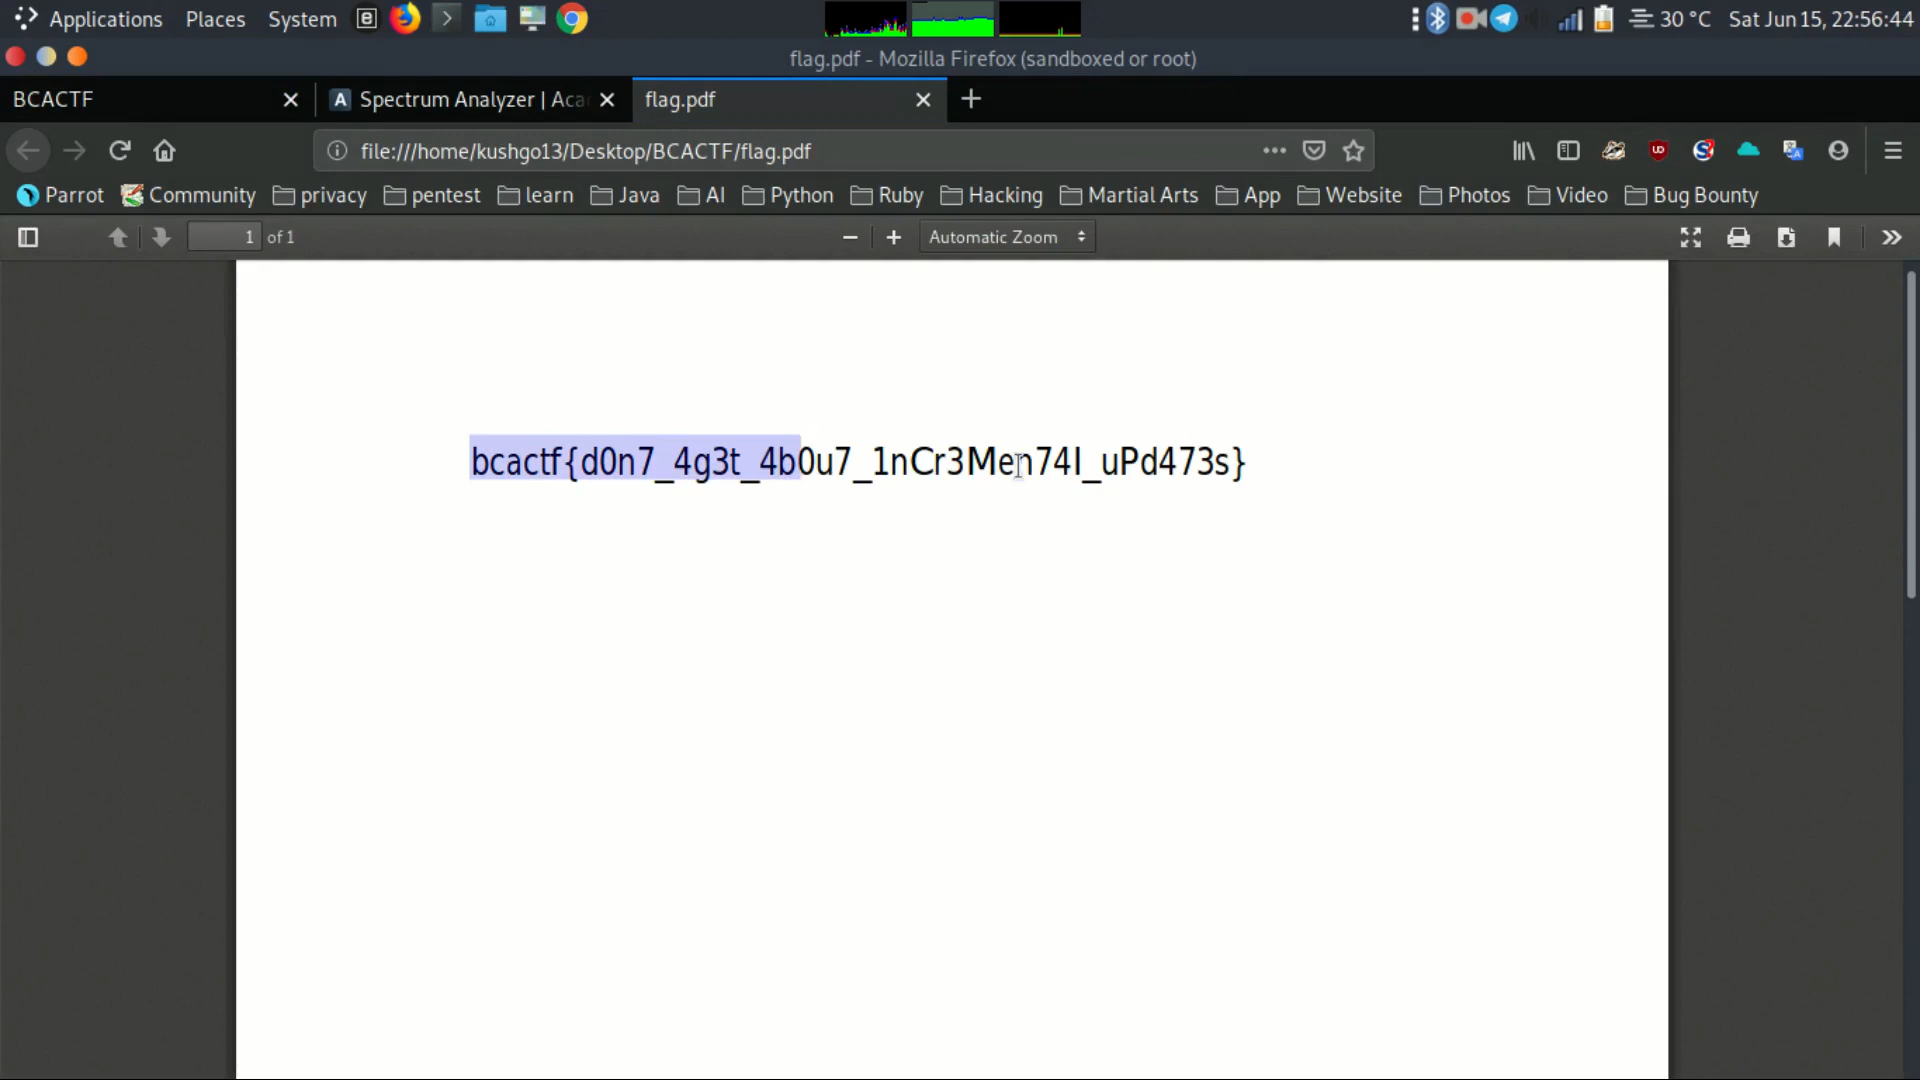 Applications Places System 30 °C Sat Jun 15, 22:56:44
flag.pdf - Mozilla Firefox (sandboxed or root)
BCACTF Spectrum Analyzer | Aca flag.pdf
file:///home/kushgo13/Desktop/BCACTF/flag.pdf
Parrot Community privacy pentest learn Java AI Python Ruby Hacking Martial Arts App Website Photos Video Bug Bounty
1 of 1 Automatic Zoom
bcactf{d0n7_4g3t_4b0u7_1nCr3Men74l_uPd473s}